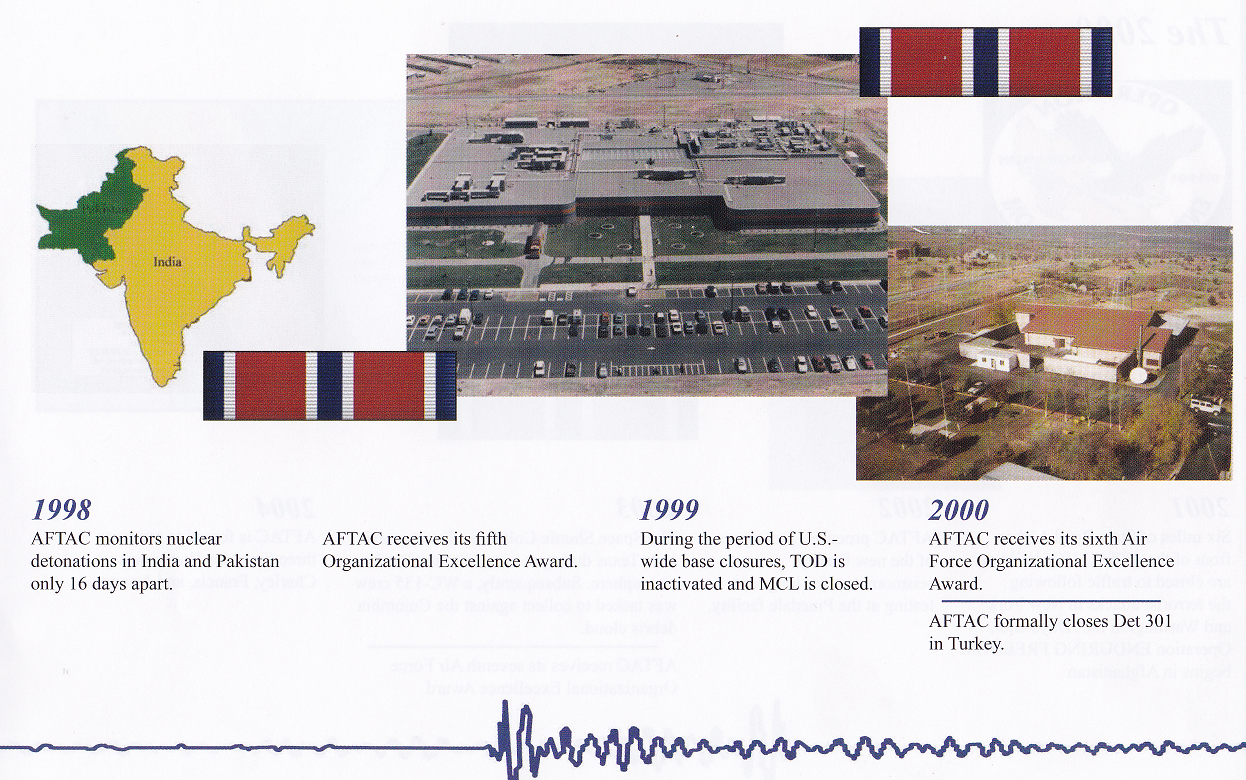 India
1998
AFTAC monitors nuclear
detonations in India and Pakistan
only 16 days apart.
AFTAC receives its fifth
Organizational Excellence Award.
1999
During the period of U.S.-
wide base closures, TOD is
inactivated and MCL is closed.
2000
AFTAC receives its sixth Air
Force Organizational Excellence
Award.
AFTAC formally closes Det 301
in Turkey.